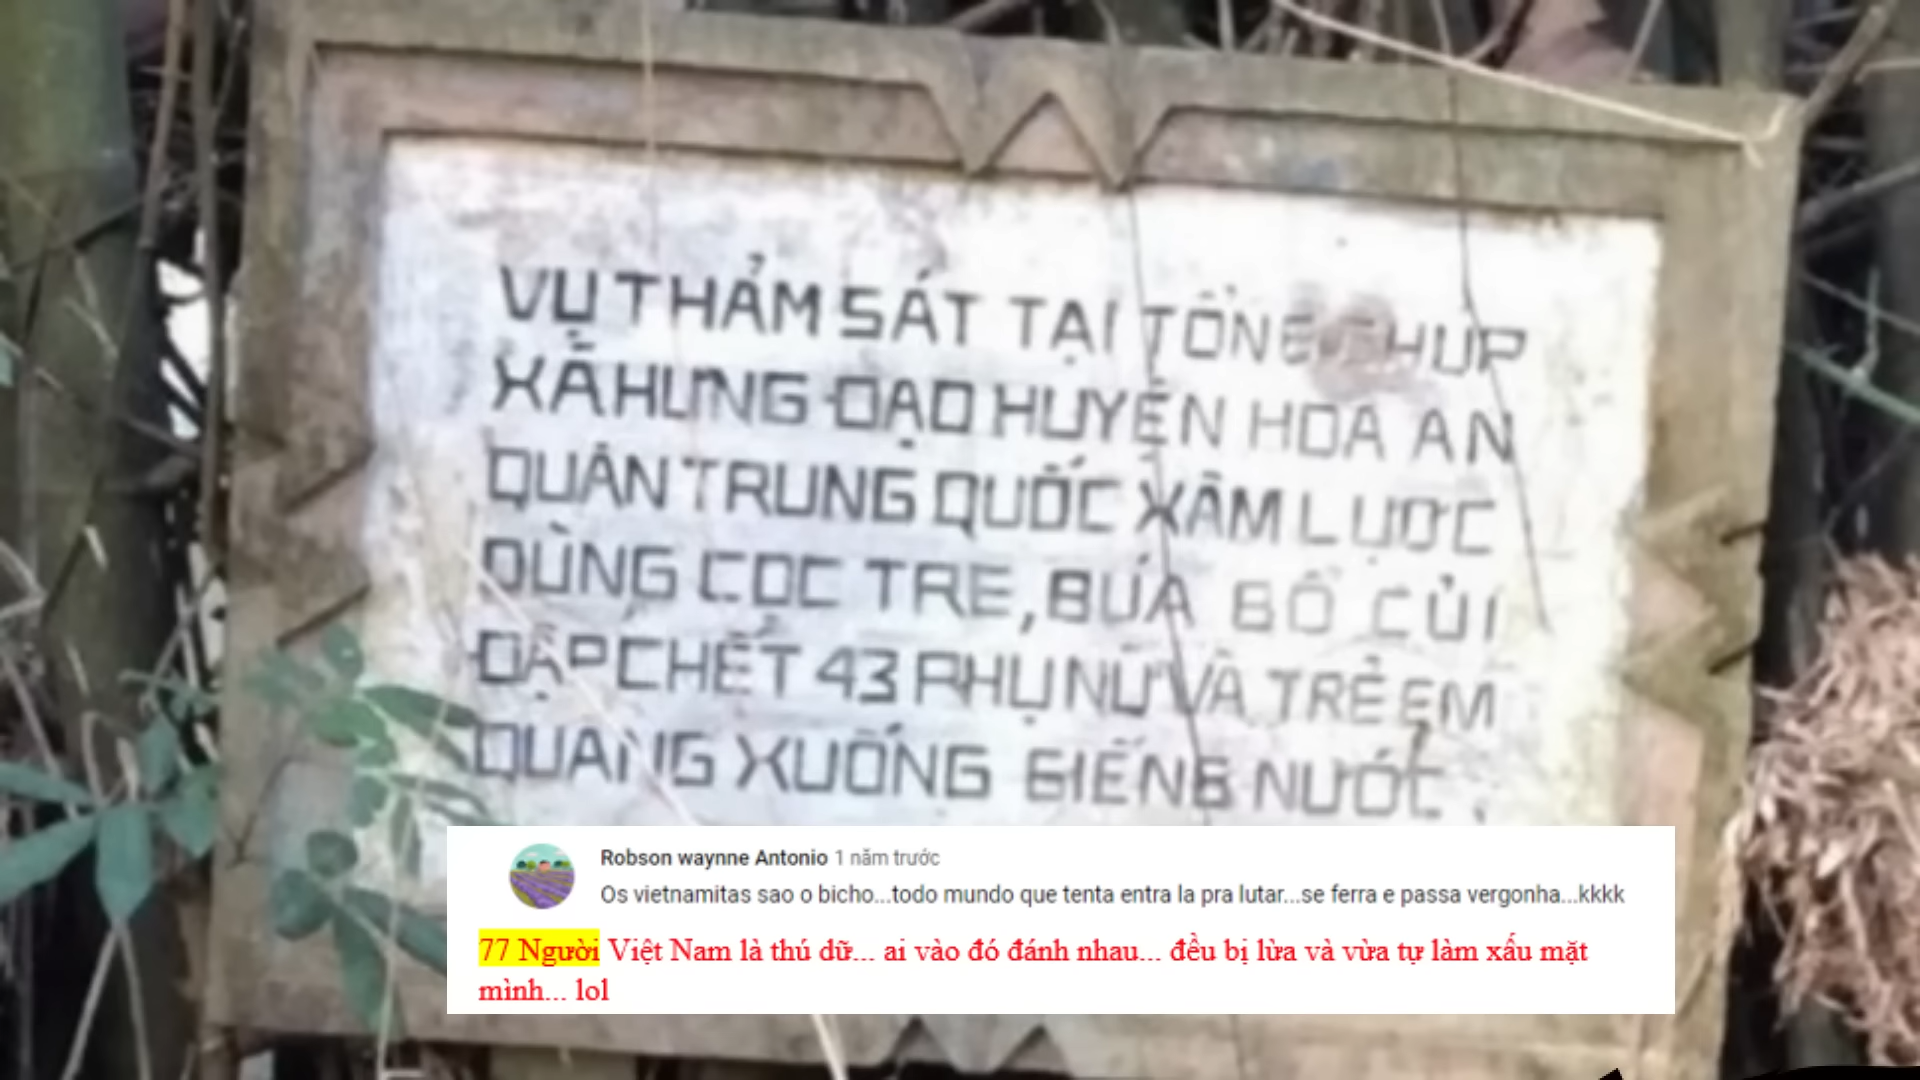 VỤ THẢM SÁT TẠI TỔNG CHÚP
XÃ HƯNG ĐẠO HUYỆN HOÀ AN
QUÂN TRUNG QUỐC XÂM LƯỢC
DÙNG CỌC TRE, BÚA BỔ CỦI
ĐẬP CHẾT 43 PHỤ NỮ VÀ TRẺ EM
QUANG XUỐNG GIẾNG NƯỚC.
Robson waynne Antonio 1 năm trước
Os vietnamitas sao o bicho...todo mundo que tenta entra la pra lutar...se ferra e passa vergonha...kkkk
77 Người Việt Nam là thú dữ... ai vào đó đánh nhau... đều bị lừa và vừa tự làm xấu mặt
mình... lol